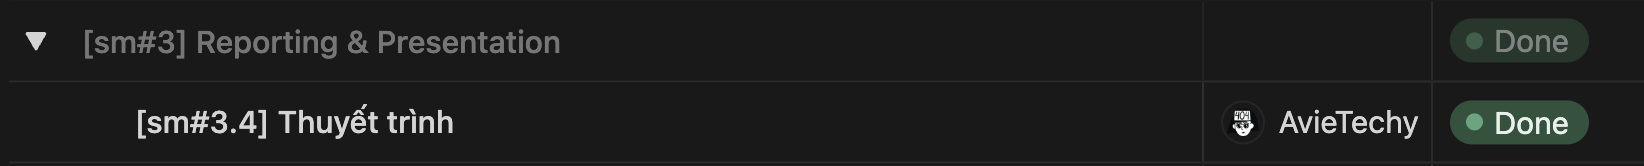 [sm#3] Reporting & Presentation Done
[sm#3.4] Thuyết trình AvieTechy Done